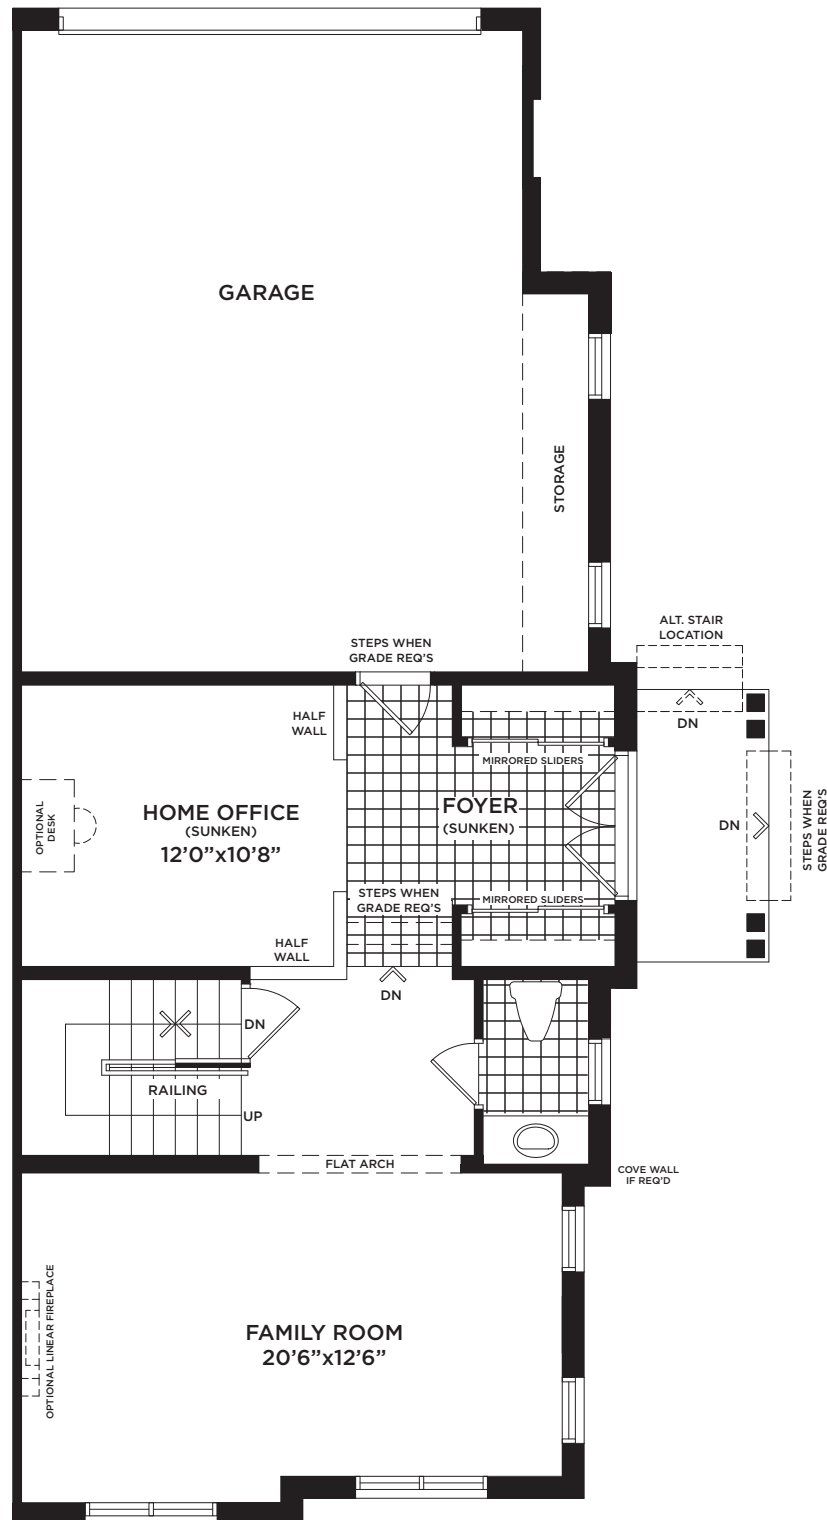 GARAGE
STORAGE
ALT. STAIR
LOCATION
STEPS WHEN
GRADE REQ'S
HALF
WALL
DN
MIRRORED SLIDERS
OPTIONAL
DESK
HOME OFFICE
(SUNKEN)
12'0”x10'8”
FOYER
(SUNKEN)
DN
STEPS WHEN
GRADE REQ'S
STEPS WHEN
GRADE REQ'S
MIRRORED SLIDERS
HALF
WALL
DN
DN
RAILING
UP
FLAT ARCH
COVE WALL
IF REQ'D
OPTIONAL LINEAR FIREPLACE
FAMILY ROOM
20'6”x12'6”